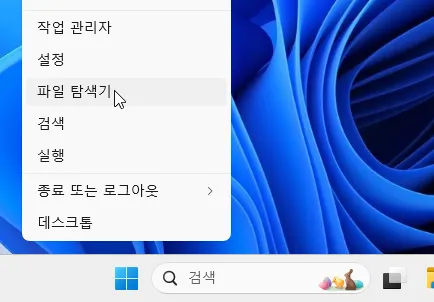 작업 관리자
설정
파일 탐색기
검색
실행
종료 또는 로그아웃
데스크톱
검색